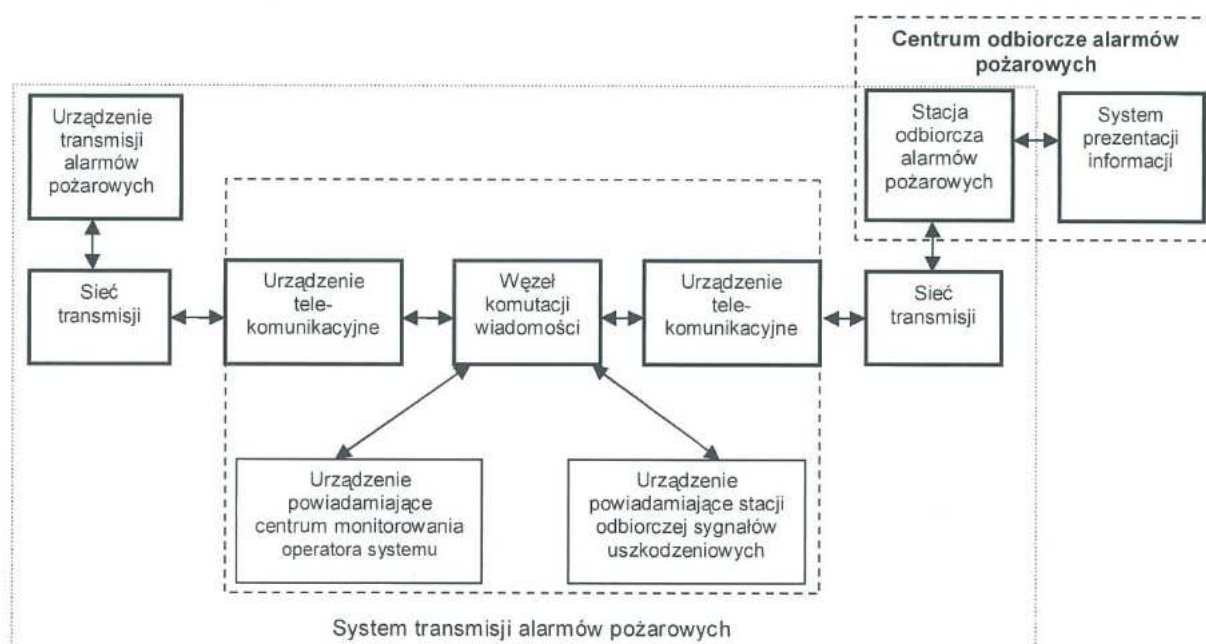 Centrum odbiorcze alarmów
pożarowych
Urządzenie
transmisji
alarmów
pożarowych
Stacja
odbiorcza
alarmów
pożarowych
System
prezentacji
informacji
Sieć
transmisji
Urządzenie
tele-
komunikacyjne
Węzeł
komutacji
wiadomości
Urządzenie
tele-
komunikacyjne
Sieć
transmisji
Urządzenie
powiadamiające
centrum monitorowania
operatora systemu
Urządzenie
powiadamiające stacji
odbiorczej sygnałów
uszkodzeniowych
System transmisji alarmów pożarowych